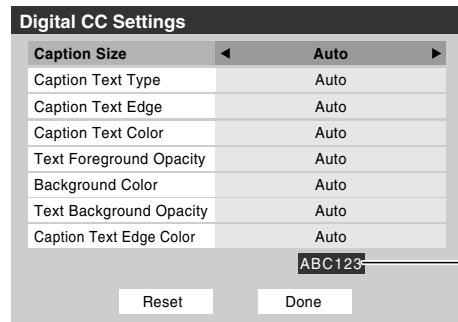 Digital CC Settings
Caption Size ◀ Auto ▶
Caption Text Type Auto
Caption Text Edge Auto
Caption Text Color Auto
Text Foreground Opacity Auto
Background Color Auto
Text Background Opacity Auto
Caption Text Edge Color Auto
ABC123
Reset Done